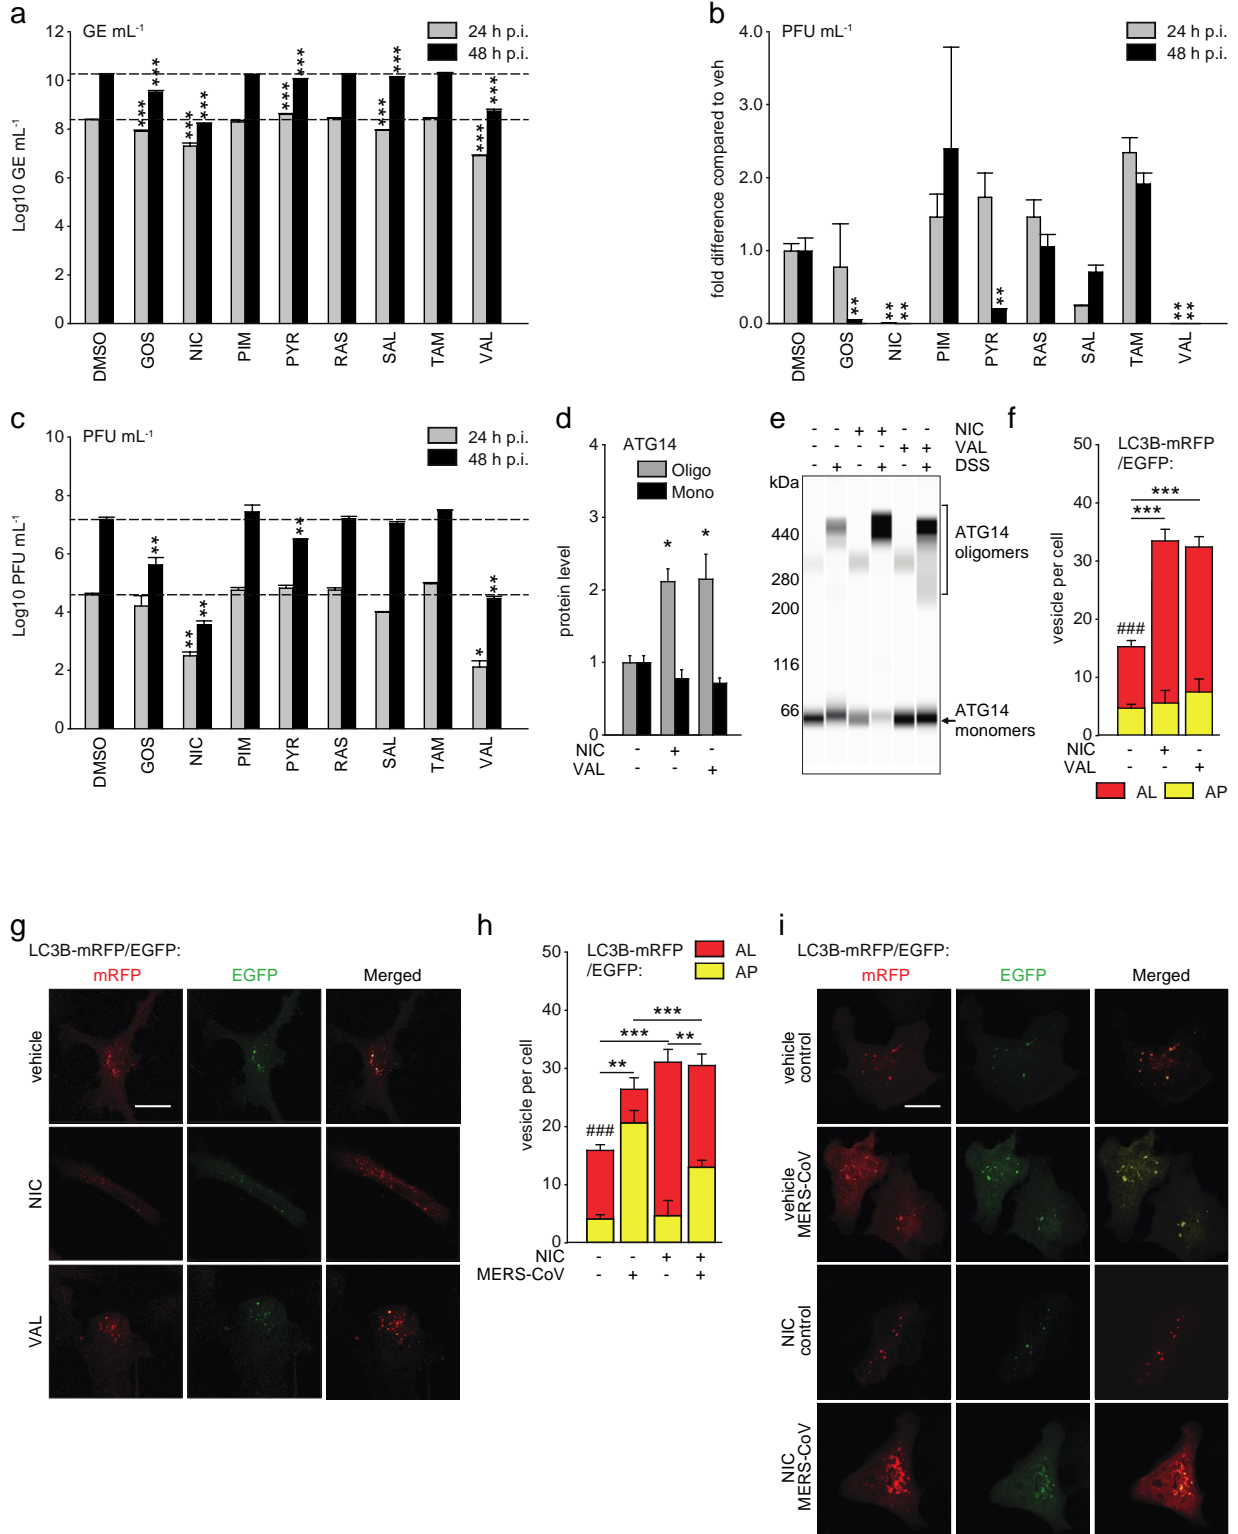 a
GE mL-1
24 h p.i.
48 h p.i.
Log10 GE mL-1
12
10
8
6
4
2
0
*** *** *** *** *** *** *** *** *** ***
DMSO GOS NIC PIM PYR RAS SAL TAM VAL
b
PFU mL-1
24 h p.i.
48 h p.i.
fold difference compared to veh
4.0
3.0
2.0
1.0
0.0
** ** ** ** ** **
DMSO GOS NIC PIM PYR RAS SAL TAM VAL
c
PFU mL-1
24 h p.i.
48 h p.i.
Log10 PFU mL-1
10
8
6
4
2
0
** ** ** ** * **
DMSO GOS NIC PIM PYR RAS SAL TAM VAL
d
ATG14
Oligo
Mono
protein level
4
3
2
1
0
* *
NIC - + -
VAL - - +
e
- - + + - - NIC
- - - - + + VAL
- + - + - + DSS
kDa
440
280
200
116
66
ATG14
oligomers
ATG14
monomers
f
LC3B-mRFP
/EGFP:
vesicle per cell
50
40
30
20
10
0
***
***
###
NIC - + -
VAL - - +
AL AP
g
LC3B-mRFP/EGFP:
mRFP EGFP Merged
vehicle
NIC
VAL
h
LC3B-mRFP
/EGFP:
AL
AP
vesicle per cell
50
40
30
20
10
0
***
*** **
**
###
NIC - - + +
MERS-CoV - + - +
i
LC3B-mRFP/EGFP:
mRFP EGFP Merged
vehicle
control
vehicle
MERS-CoV
NIC
control
NIC
MERS-CoV